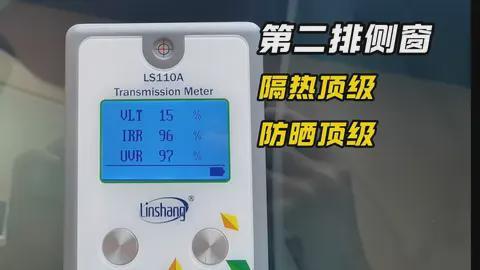 第二排侧窗
隔热顶级
防晒顶级
LS110A
Transmission Meter
VLT 15 %
IRR 96 %
UVR 97 %
Linshang®